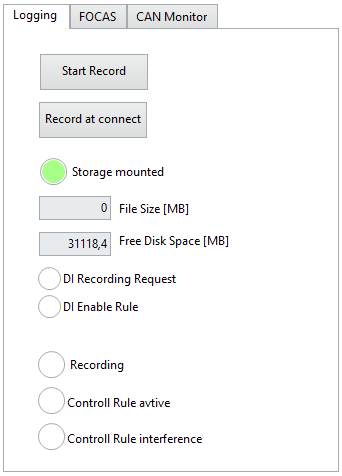 Logging FOCAS CAN Monitor
Start Record
Record at connect
Storage mounted
0 File Size [MB]
31118,4 Free Disk Space [MB]
DI Recording Request
DI Enable Rule
Recording
Controll Rule avtive
Controll Rule interference